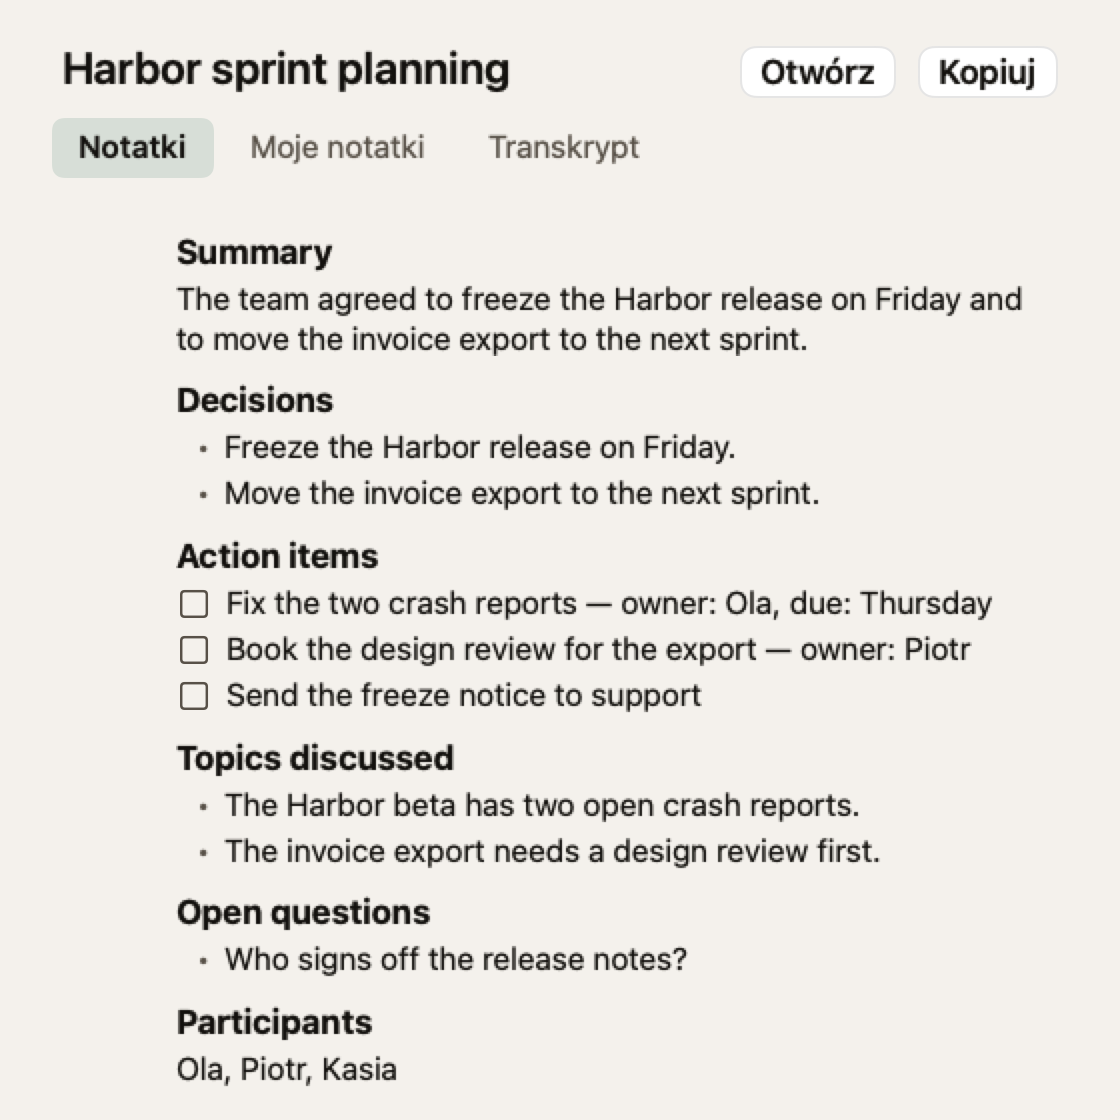 Harbor sprint planning
Otwórz
Kopiuj
Notatki
Moje notatki
Transkrypt
Summary
The team agreed to freeze the Harbor release on Friday and
to move the invoice export to the next sprint.
Decisions
• Freeze the Harbor release on Friday.
• Move the invoice export to the next sprint.
Action items
Fix the two crash reports — owner: Ola, due: Thursday
Book the design review for the export — owner: Piotr
Send the freeze notice to support
Topics discussed
• The Harbor beta has two open crash reports.
• The invoice export needs a design review first.
Open questions
• Who signs off the release notes?
Participants
Ola, Piotr, Kasia